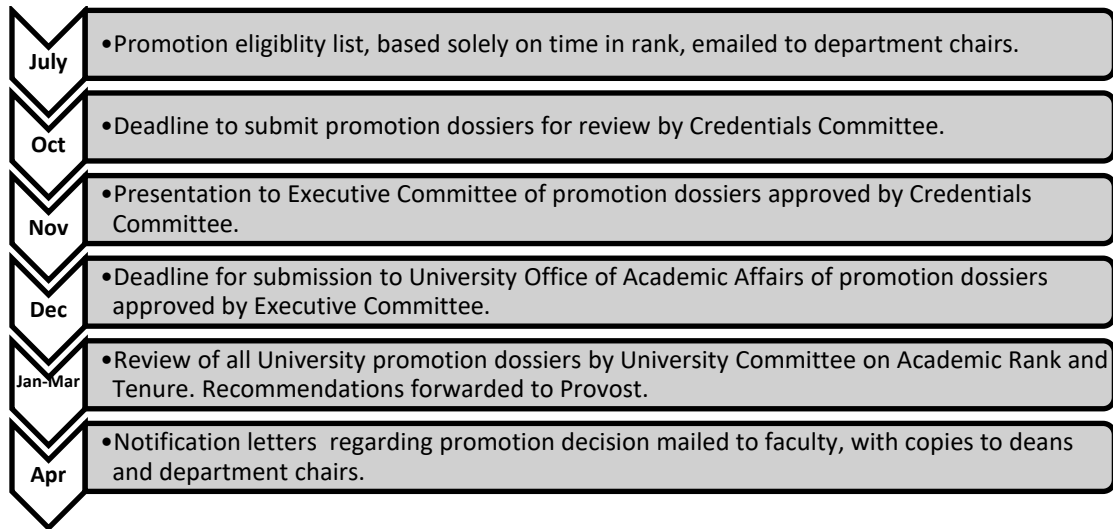 July
•Promotion eligiblity list, based solely on time in rank, emailed to department chairs.
Oct
•Deadline to submit promotion dossiers for review by Credentials Committee.
Nov
•Presentation to Executive Committee of promotion dossiers approved by Credentials
Committee.
Dec
•Deadline for submission to University Office of Academic Affairs of promotion dossiers
approved by Executive Committee.
Jan-Mar
•Review of all University promotion dossiers by University Committee on Academic Rank and
Tenure. Recommendations forwarded to Provost.
Apr
•Notification letters  regarding promotion decision mailed to faculty, with copies to deans
and department chairs.